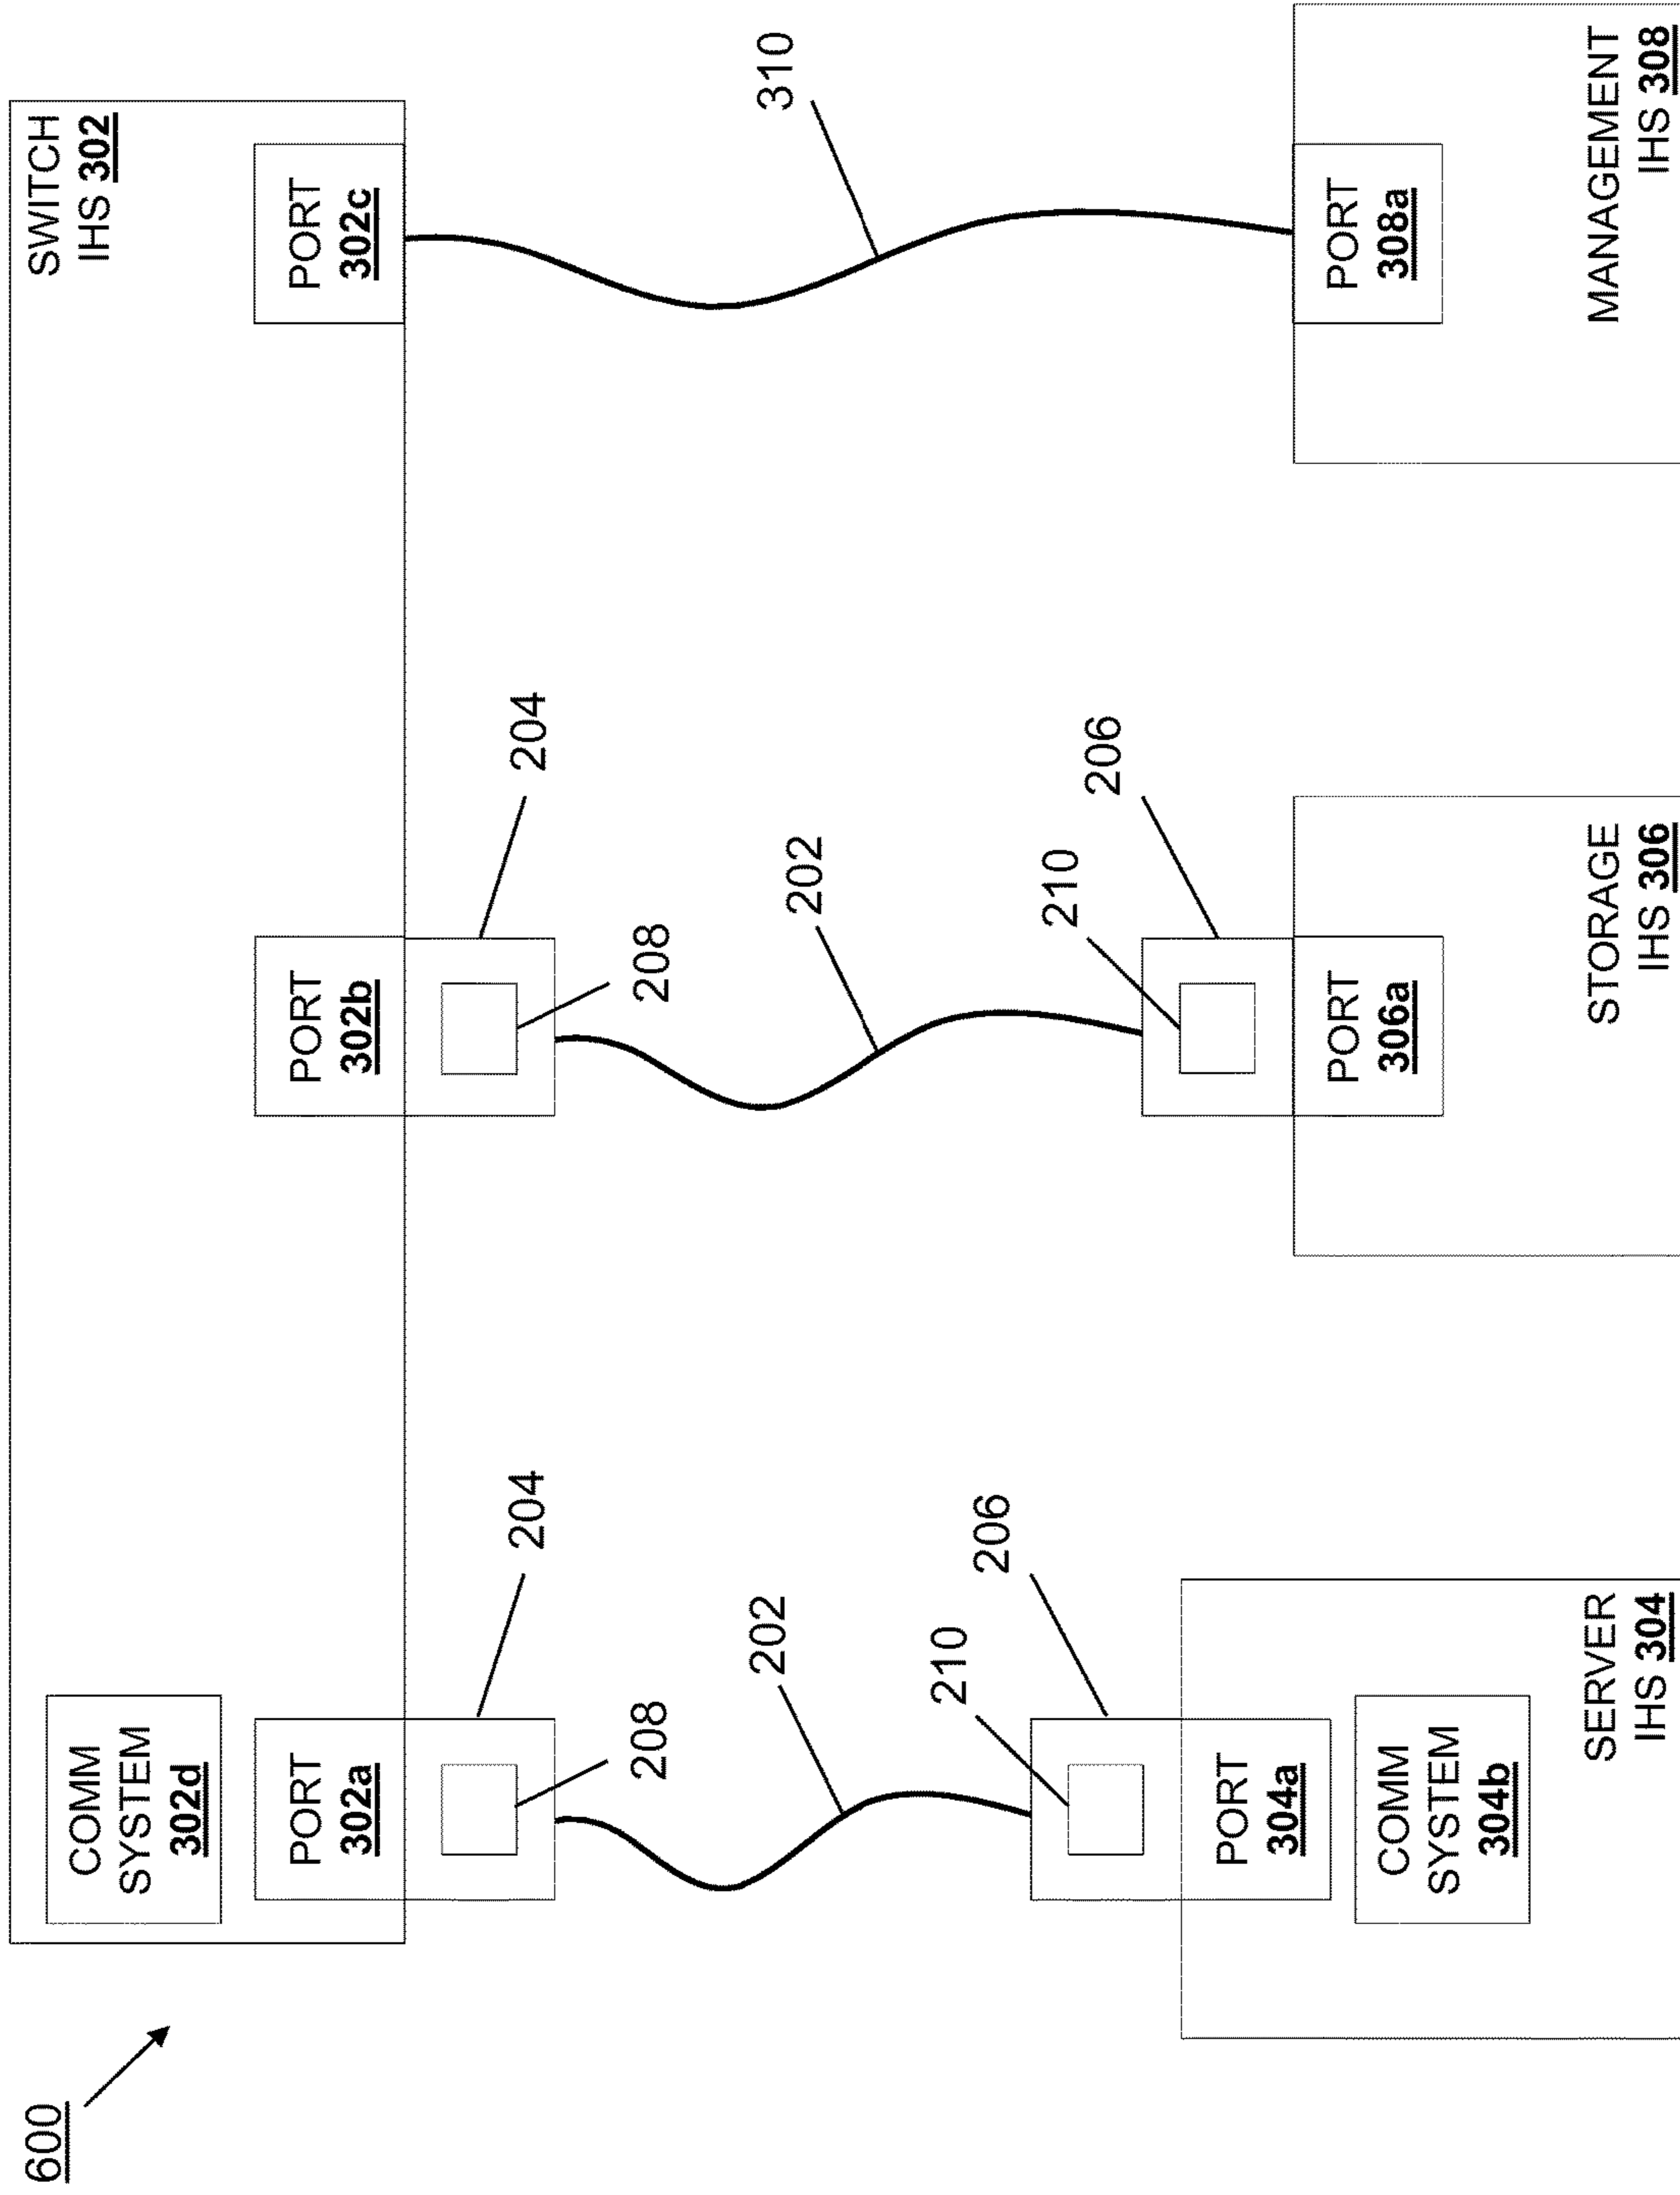 600
SWITCH
IHS 302
COMM
SYSTEM
302d
PORT
302a
PORT
302b
PORT
302c
204
208
204
208
202
202
310
210
206
210
206
PORT
304a
COMM
SYSTEM
304b
SERVER
IHS 304
PORT
306a
STORAGE
IHS 306
PORT
308a
MANAGEMENT
IHS 308